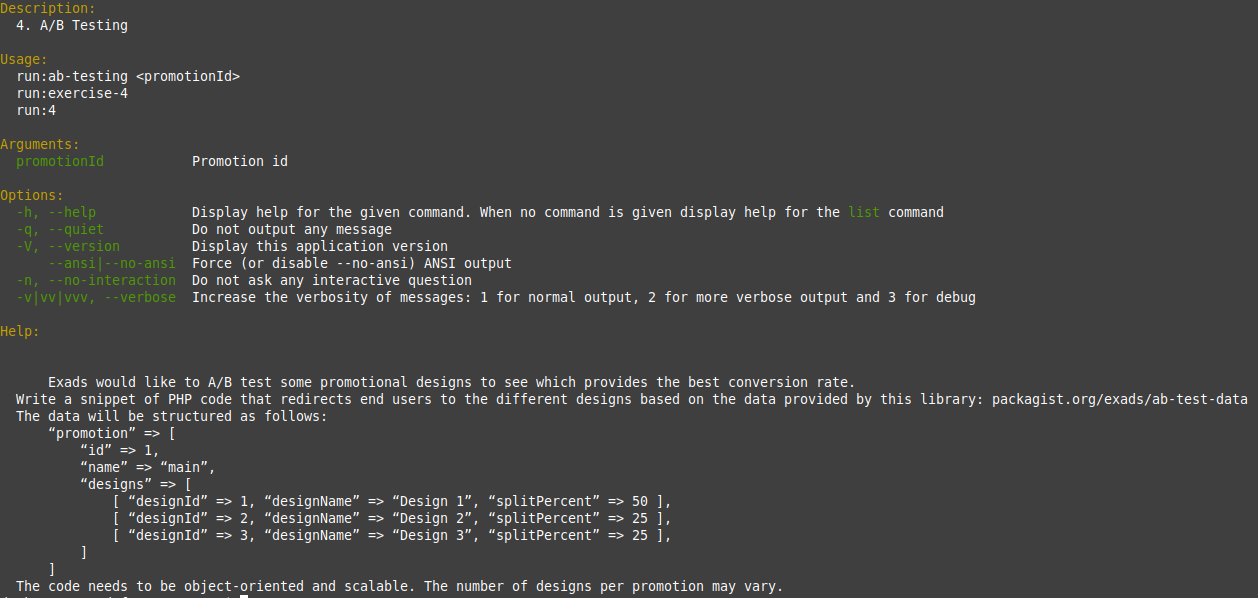 Description:
  4. A/B Testing

Usage:
  run:ab-testing <promotionId>
  run:exercise-4
  run:4

Arguments:
  promotionId           Promotion id

Options:
  -h, --help            Display help for the given command. When no command is given display help for the list command
  -q, --quiet           Do not output any message
  -V, --version         Display this application version
      --ansi|--no-ansi  Force (or disable --no-ansi) ANSI output
  -n, --no-interaction  Do not ask any interactive question
  -v|vv|vvv, --verbose  Increase the verbosity of messages: 1 for normal output, 2 for more verbose output and 3 for debug

Help:

      Exads would like to A/B test some promotional designs to see which provides the best conversion rate.
  Write a snippet of PHP code that redirects end users to the different designs based on the data provided by this library: packagist.org/exads/ab-test-data
  The data will be structured as follows:
      “promotion” => [
          “id” => 1,
          “name” => “main”,
          “designs” => [
              [ “designId” => 1, “designName” => “Design 1”, “splitPercent” => 50 ],
              [ “designId” => 2, “designName” => “Design 2”, “splitPercent” => 25 ],
              [ “designId” => 3, “designName” => “Design 3”, “splitPercent” => 25 ],
          ]
      ]
  The code needs to be object-oriented and scalable. The number of designs per promotion may vary.